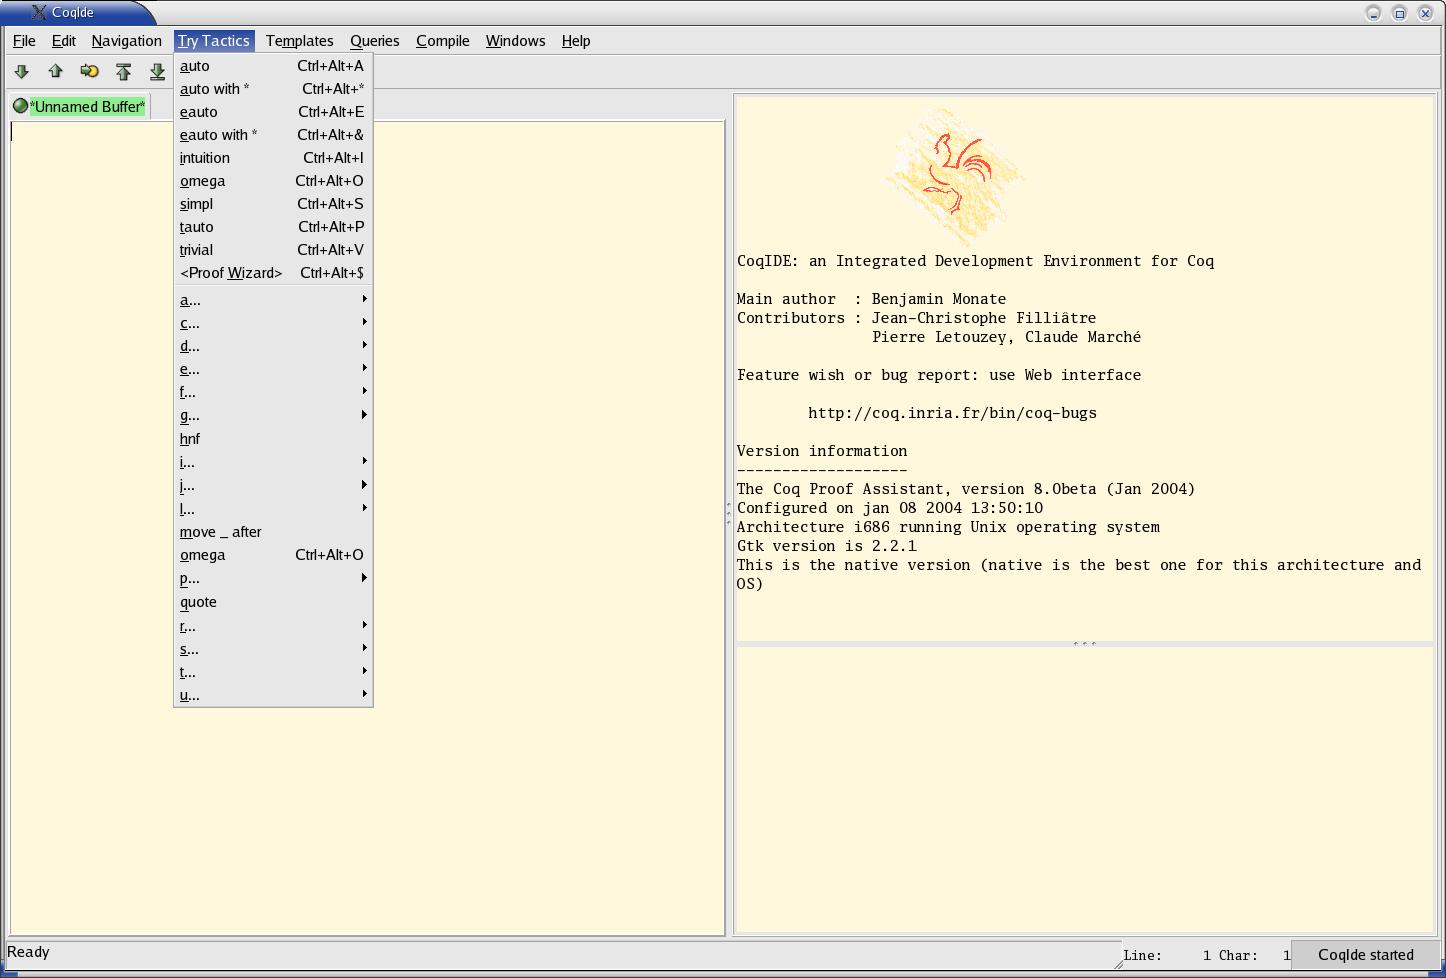 CoqIde
File Edit Navigation Try Tactics Templates Queries Compile Windows Help
*Unnamed Buffer*
auto Ctrl+Alt+A
auto with * Ctrl+Alt+*
eauto Ctrl+Alt+E
eauto with * Ctrl+Alt+&
intuition Ctrl+Alt+I
omega Ctrl+Alt+O
simpl Ctrl+Alt+S
tauto Ctrl+Alt+P
trivial Ctrl+Alt+V
<Proof Wizard> Ctrl+Alt+$
a...
c...
d...
e...
f...
g...
hnf
i...
j...
l...
move _ after
omega Ctrl+Alt+O
p...
quote
r...
s...
t...
u...
CoqIDE: an Integrated Development Environment for Coq
Main author  : Benjamin Monate
Contributors : Jean-Christophe Filliâtre
Pierre Letouzey, Claude Marché
Feature wish or bug report: use Web interface
http://coq.inria.fr/bin/coq-bugs
Version information
-------------------
The Coq Proof Assistant, version 8.0beta (Jan 2004)
Configured on jan 08 2004 13:50:10
Architecture i686 running Unix operating system
Gtk version is 2.2.1
This is the native version (native is the best one for this architecture and
OS)
Ready
Line: 1 Char: 1
CoqIde started